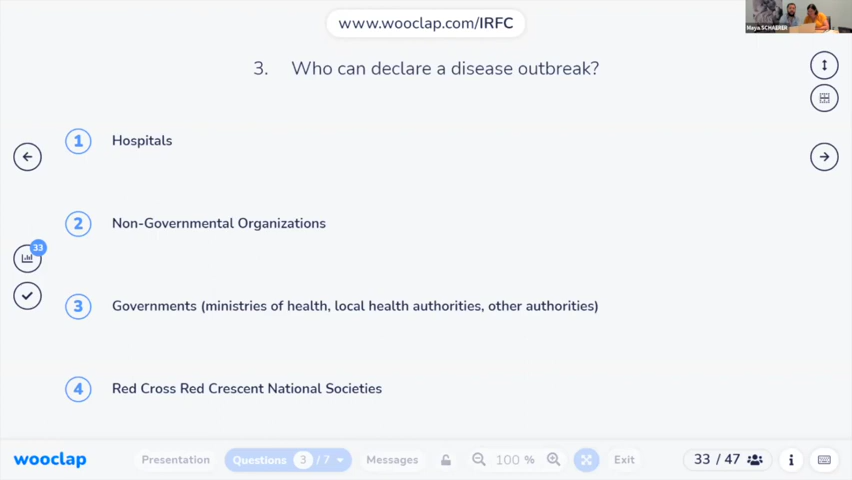 www.wooclap.com/IRFC
Maya SCHAERER
3. Who can declare a disease outbreak?
1 Hospitals
2 Non-Governmental Organizations
33
3 Governments (ministries of health, local health authorities, other authorities)
4 Red Cross Red Crescent National Societies
wooclap Presentation Questions 3 / 7 Messages 100 % Exit 33 / 47